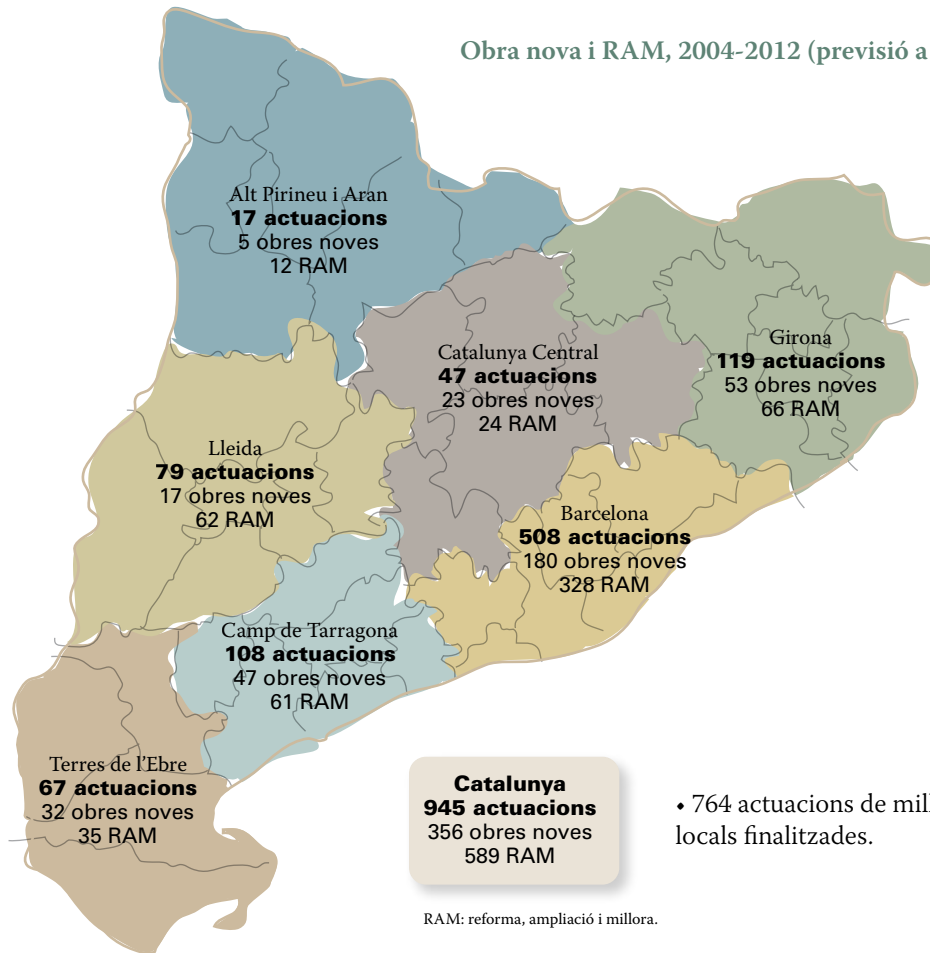 Obra nova i RAM, 2004-2012 (previsió a
Alt Pirineu i Aran
17 actuacions
5 obres noves
12 RAM
Catalunya Central
47 actuacions
23 obres noves
24 RAM
Girona
119 actuacions
53 obres noves
66 RAM
Lleida
79 actuacions
17 obres noves
62 RAM
Barcelona
508 actuacions
180 obres noves
328 RAM
Camp de Tarragona
108 actuacions
47 obres noves
61 RAM
Terres de l'Ebre
67 actuacions
32 obres noves
35 RAM
Catalunya
945 actuacions
356 obres noves
589 RAM
• 764 actuacions de mil
locals finalitzades.
RAM: reforma, ampliació i millora.